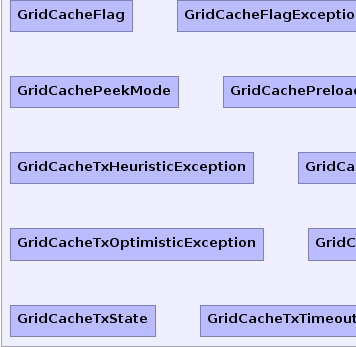 GridCacheFlag GridCacheFlagExceptio
GridCachePeekMode GridCachePreloa
GridCacheTxHeuristicException GridCa
GridCacheTxOptimisticException GridC
GridCacheTxState GridCacheTxTimeout